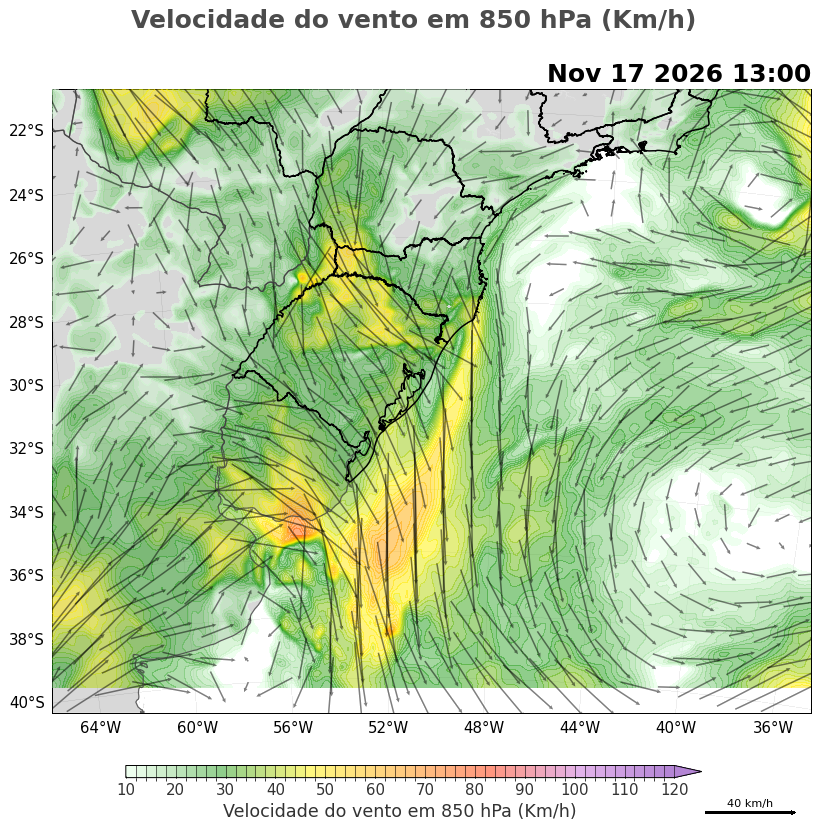 Velocidade do vento em 850 hPa (Km/h)
Nov 17 2026 13:00
22°S
24°S
26°S
28°S
30°S
32°S
34°S
36°S
38°S
40°S
64°W 60°W 56°W 52°W 48°W 44°W 40°W 36°W
10 20 30 40 50 60 70 80 90 100 110 120
Velocidade do vento em 850 hPa (Km/h)
40 km/h